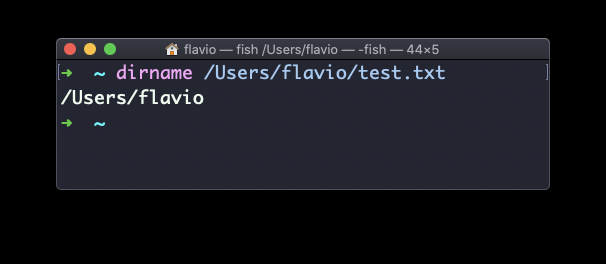 flavio — fish /Users/flavio — -fish — 44×5
➜ ~ dirname /Users/flavio/test.txt
/Users/flavio
➜ ~